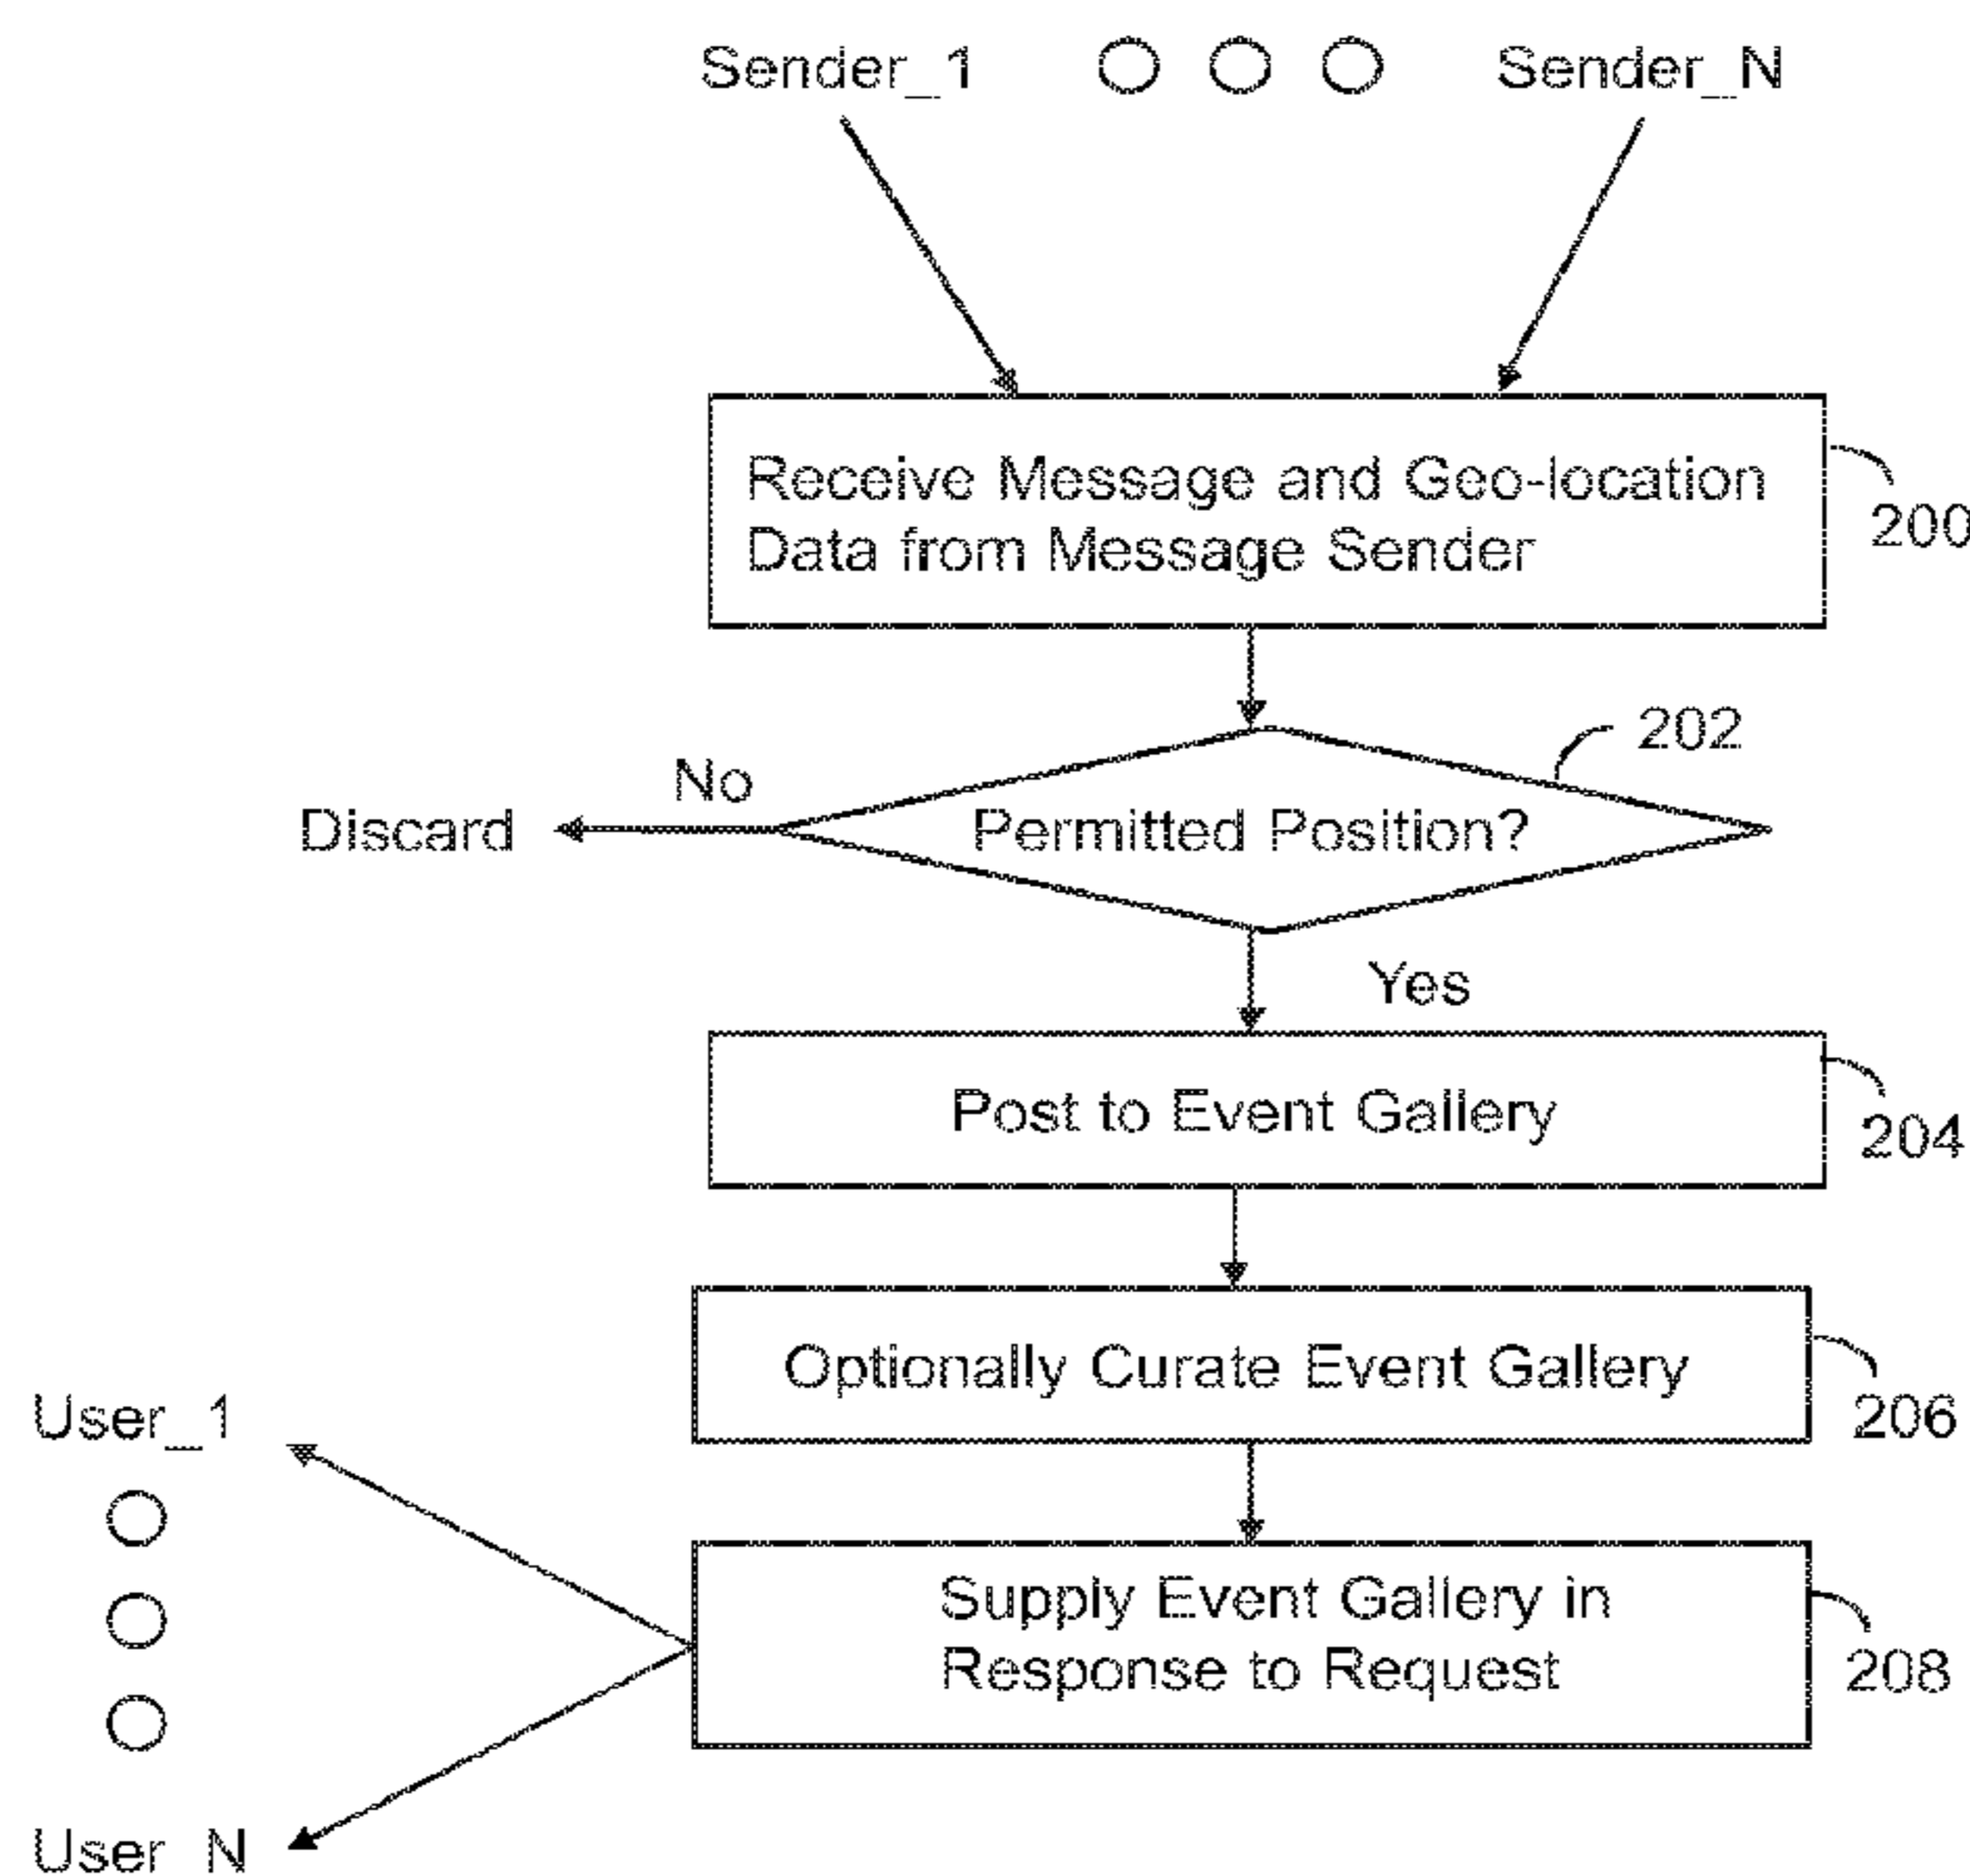 Sender_1 Sender_N
Receive Message and Geo-location
Data from Message Sender
200
202
No
Discard
Permitted Position?
Yes
Post to Event Gallery
204
Optionally Curate Event Gallery
206
User_1
Supply Event Gallery in
Response to Request
208
User_N